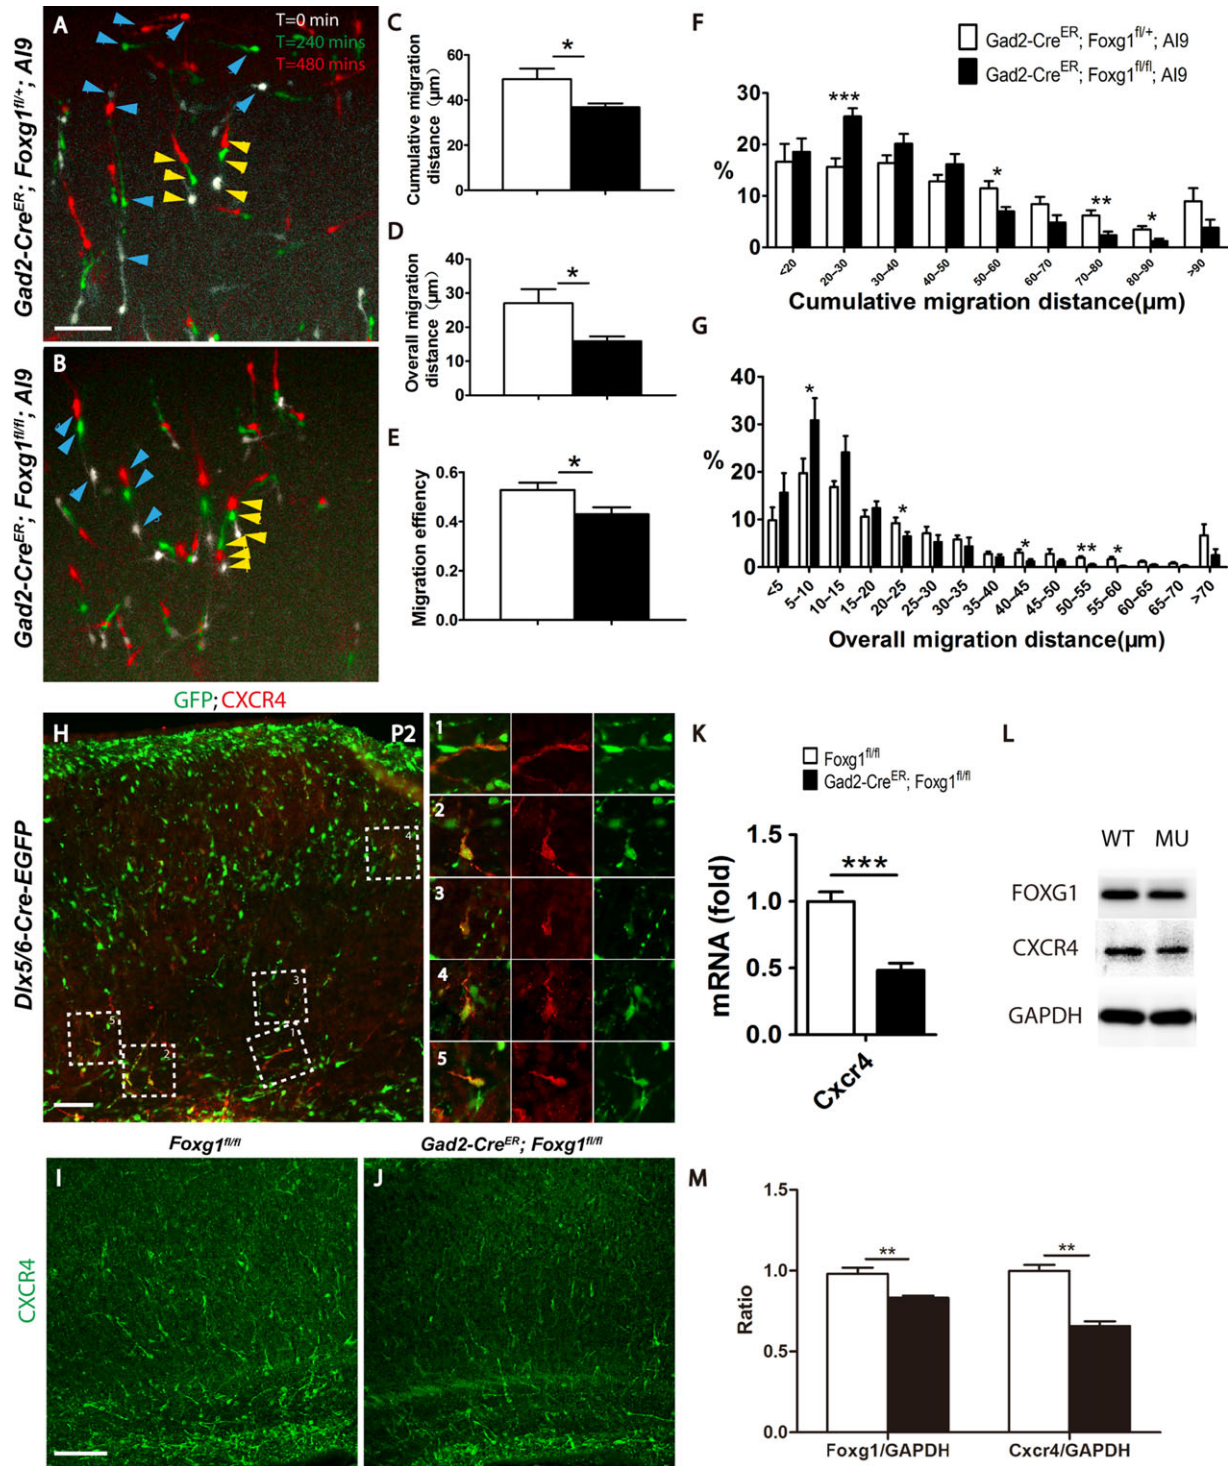 A
T=0 min
T=240 mins
T=480 mins
Gad2-CreER; Foxg1fl/+; AI9
B
Gad2-CreER; Foxg1fl/fl; AI9
C
Cumulative migration
distance (μm)
60
40
20
0
*
D
Overall migration
distance (μm)
40
30
20
10
0
*
E
Migration effiency
0.6
0.4
0.2
0.0
*
F
Gad2-CreER; Foxg1fl/+; AI9
Gad2-CreER; Foxg1fl/fl; AI9
%
30
20
10
0
***
*
**
*
<20
20~30
30~40
40~50
50~60
60~70
70~80
80~90
>90
Cumulative migration distance(μm)
G
%
40
30
20
10
0
*
*
*
**
*
<5
5~10
10~15
15~20
20~25
25-30
30~35
35-40
40~45
45-50
50~55
55~60
60~65
65~70
>70
Overall migration distance(μm)
GFP;CXCR4
H
P2
Dlx5/6-Cre-EGFP
4
3
1
5
2
1
2
3
4
5
K
Foxg1fl/fl
Gad2-CreER; Foxg1fl/fl
mRNA (fold)
1.5
1.0
0.5
0.0
***
Cxcr4
L
WT MU
FOXG1
CXCR4
GAPDH
Foxg1fl/fl
Gad2-CreER; Foxg1fl/fl
CXCR4
I
J
M
Ratio
1.5
1.0
0.5
0.0
**
**
Foxg1/GAPDH
Cxcr4/GAPDH